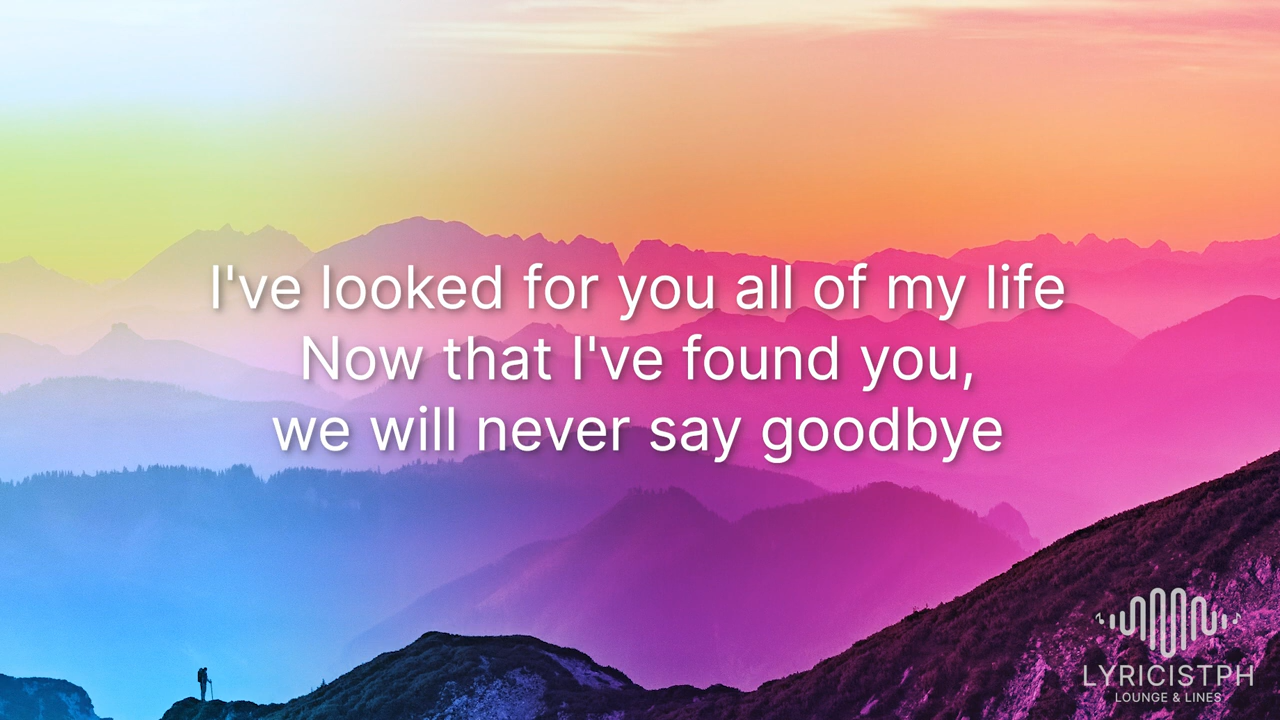 I've looked for you all of my life
Now that I've found you,
we will never say goodbye
LYRICISTPH
LOUNGE & LINES